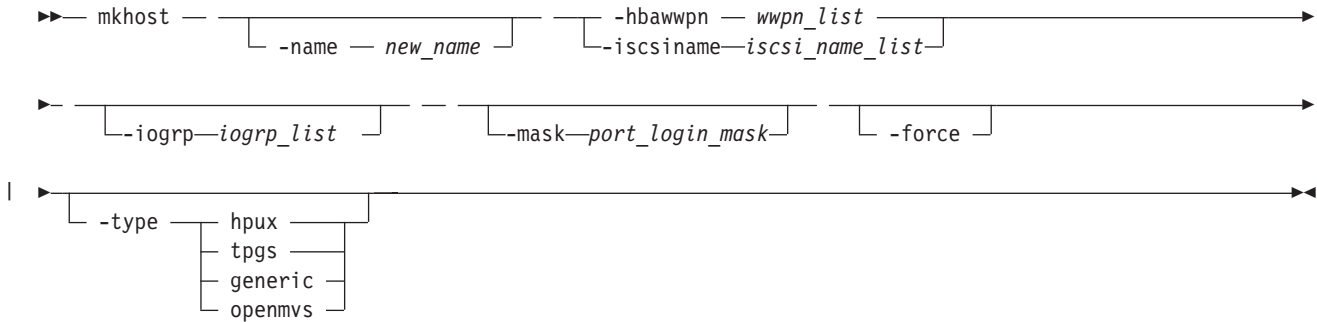 mkhost -hbawwpn wwpn_list
-name new_name -iscsiname iscsi_name_list
-iogrp iogrp_list -mask port_login_mask -force
|
-type hpux
tpgs
generic
openmvs